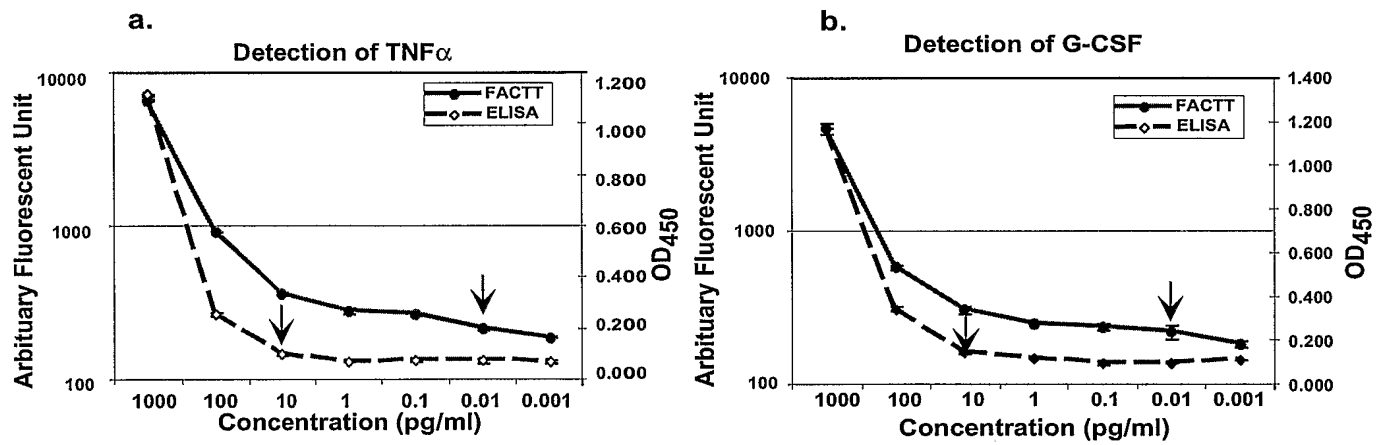 a.
Detection of TNFα
Arbituary Fluorescent Unit
10000
1000
100
FACTT
ELISA
1.200
1.000
0.800
0.600
0.400
0.200
0.000
OD450
1000 100 10 1 0.1 0.01 0.001
Concentration (pg/ml)
b.
Detection of G-CSF
Arbituary Fluorescent Unit
10000
1000
100
FACTT
ELISA
1.400
1.200
1.000
0.800
0.600
0.400
0.200
0.000
OD450
1000 100 10 1 0.1 0.01 0.001
Concentration (pg/ml)